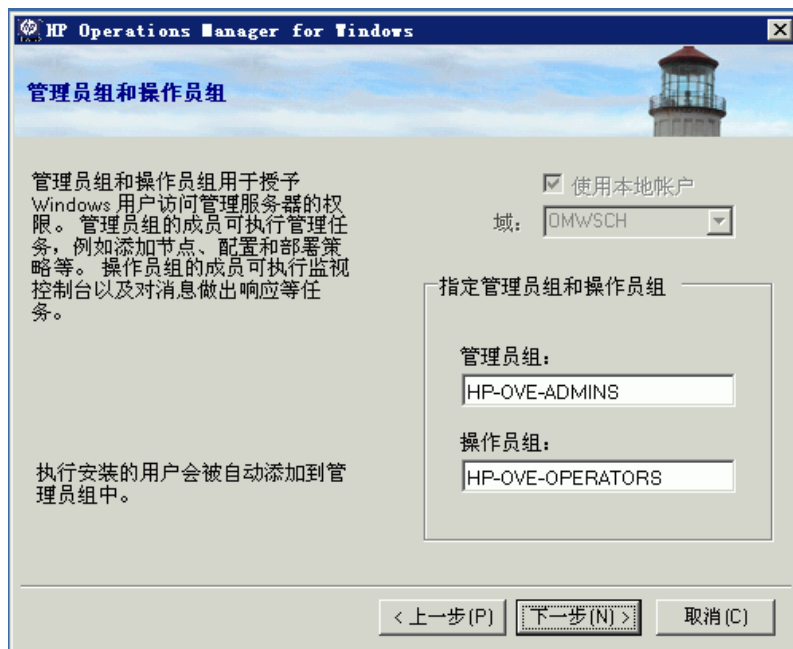 HP Operations Manager for Windows
管理员组和操作员组
管理员组和操作员组用于授予
Windows 用户访问管理服务器的权
限。 管理员组的成员可执行管理任
务，例如添加节点、配置和部署策
略等。 操作员组的成员可执行监视
控制台以及对消息做出响应等任
务。
使用本地帐户
域： OMWSCH
指定管理员组和操作员组
管理员组：
HP-OVE-ADMINS
操作员组：
HP-OVE-OPERATORS
执行安装的用户会被自动添加到管
理员组中。
< 上一步(P) 下一步(N) > 取消(C)